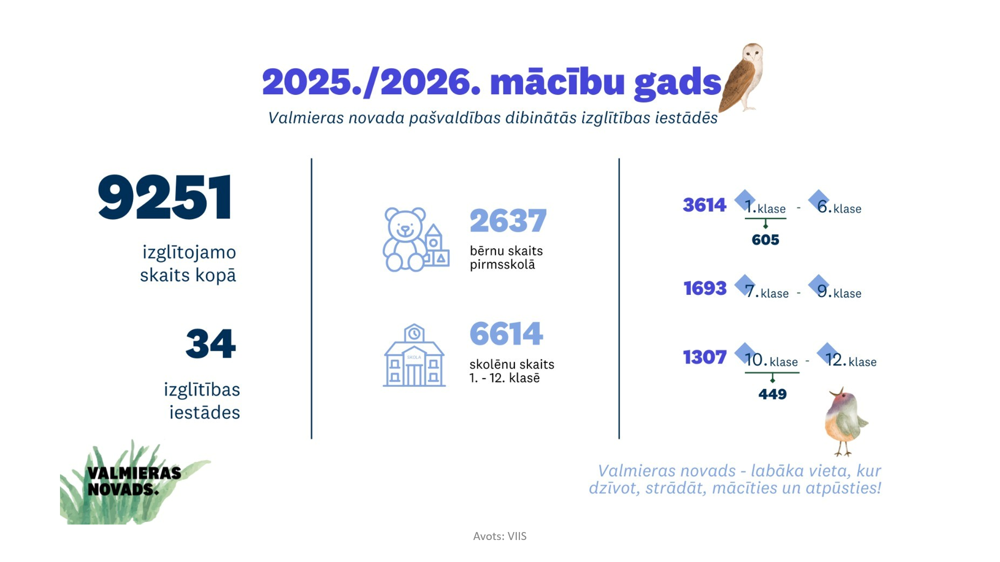 2025./2026. mācību gads
Valmieras novada pašvaldības dibinātās izglītības iestādēs
9251
izglītojamo
skaits kopā
34
izglītības
iestādes
2637
bērnu skaits
pirmsskolā
SKOLA
6614
skolēnu skaits
1. - 12. klasē
3614 1.klase - 6.klase
605
1693 7.klase - 9.klase
1307 10.klase - 12.klase
449
VALMIERAS
NOVADS.
Valmieras novads - labāka vieta, kur
dzīvot, strādāt, mācīties un atpūsties!
Avots: VIIS